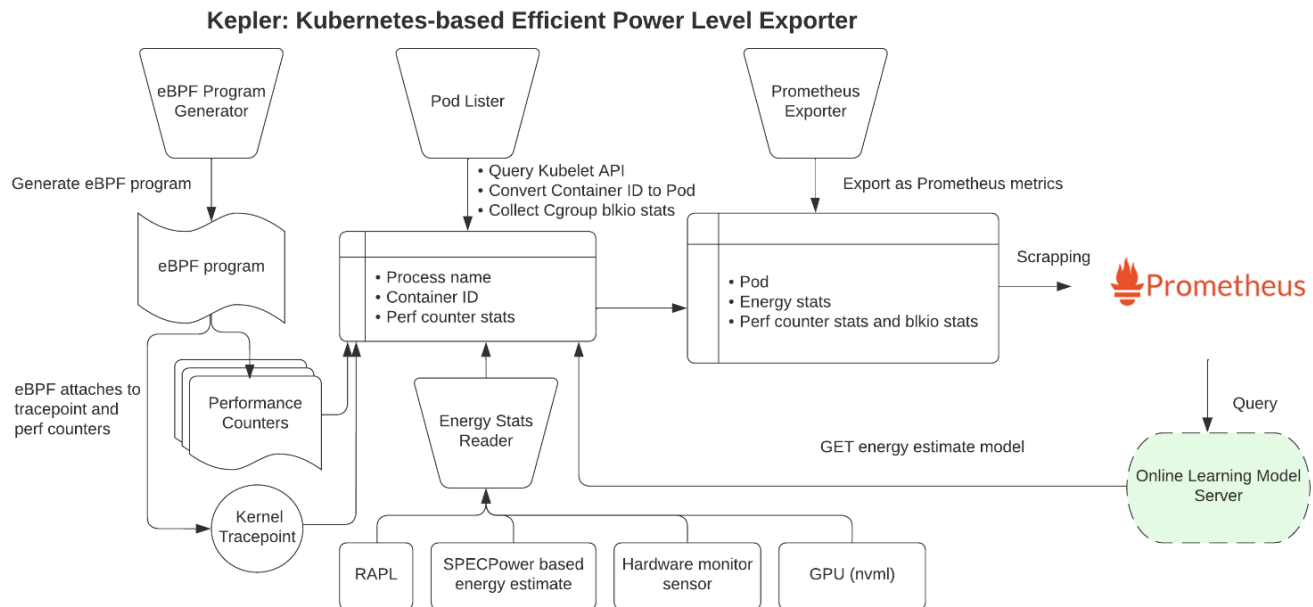 Kepler: Kubernetes-based Efficient Power Level Exporter
eBPF Program
Generator
Pod Lister
Prometheus
Exporter
Generate eBPF program
• Query Kubelet API
• Convert Container ID to Pod
• Collect Cgroup blkio stats
Export as Prometheus metrics
eBPF program
• Process name
• Container ID
• Perf counter stats
• Pod
• Energy stats
• Perf counter stats and blkio stats
Scrapping
Prometheus
eBPF attaches to
tracepoint and
perf counters
Performance
Counters
Energy Stats
Reader
Query
GET energy estimate model
Online Learning Model
Server
Kernel
Tracepoint
RAPL
SPECPower based
energy estimate
Hardware monitor
sensor
GPU (nvml)